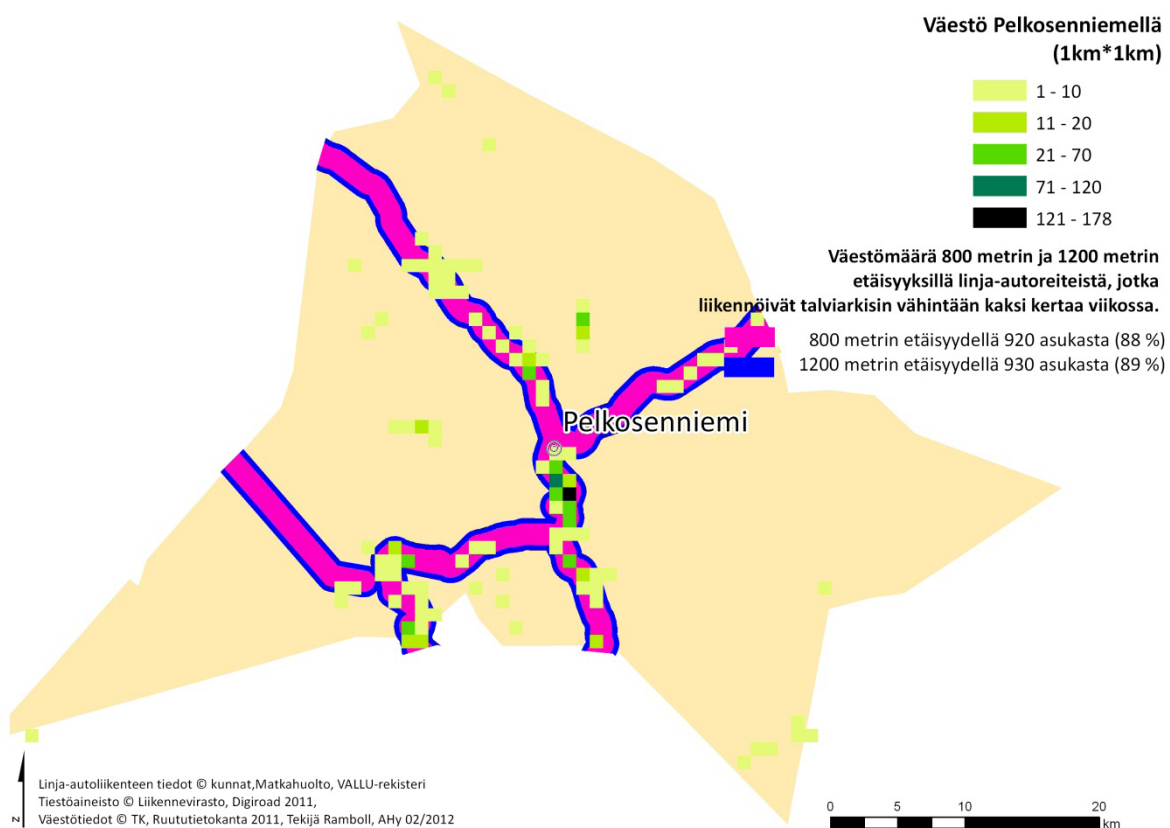 Väestö Pelkosenniemellä
(1km*1km)
1 - 10
11 - 20
21 - 70
71 - 120
121 - 178
Väestömäärä 800 metrin ja 1200 metrin
etäisyyksillä linja-autoreiteistä, jotka
liikennöivät talviarkisin vähintään kaksi kertaa viikossa.
800 metrin etäisyydellä 920 asukasta (88 %)
1200 metrin etäisyydellä 930 asukasta (89 %)
Pelkosenniemi
Linja-autoliikenteen tiedot © kunnat,Matkahuolto, VALLU-rekisteri
Tiestöaineisto © Liikennevirasto, Digiroad 2011,
Väestötiedot © TK, Ruututietokanta 2011, Tekijä Ramboll, AHy 02/2012
N
0 5 10 20
km